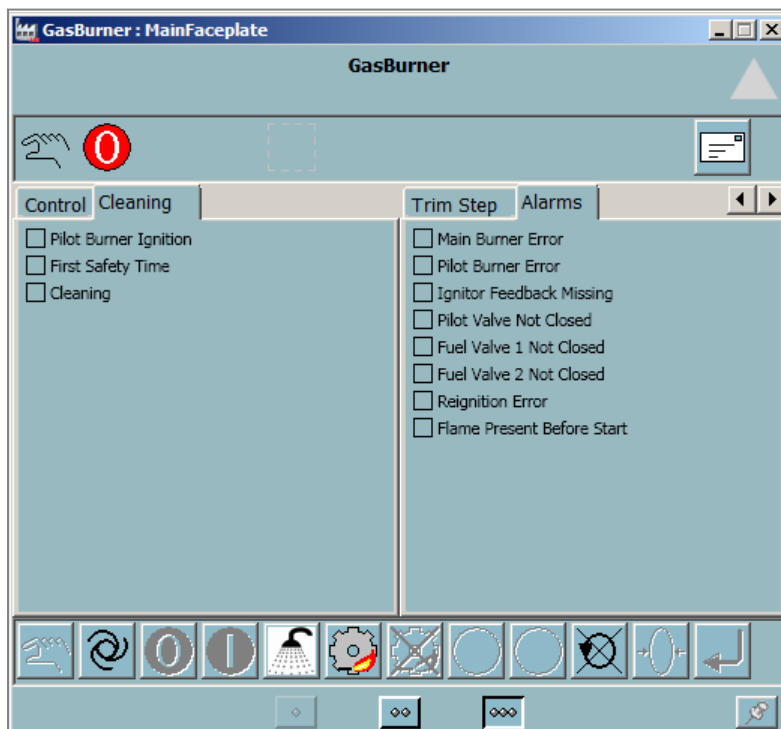 GasBurner : MainFaceplate
GasBurner
Control
Cleaning
Trim Step
Alarms
Pilot Burner Ignition
First Safety Time
Cleaning
Main Burner Error
Pilot Burner Error
Ignitor Feedback Missing
Pilot Valve Not Closed
Fuel Valve 1 Not Closed
Fuel Valve 2 Not Closed
Reignition Error
Flame Present Before Start